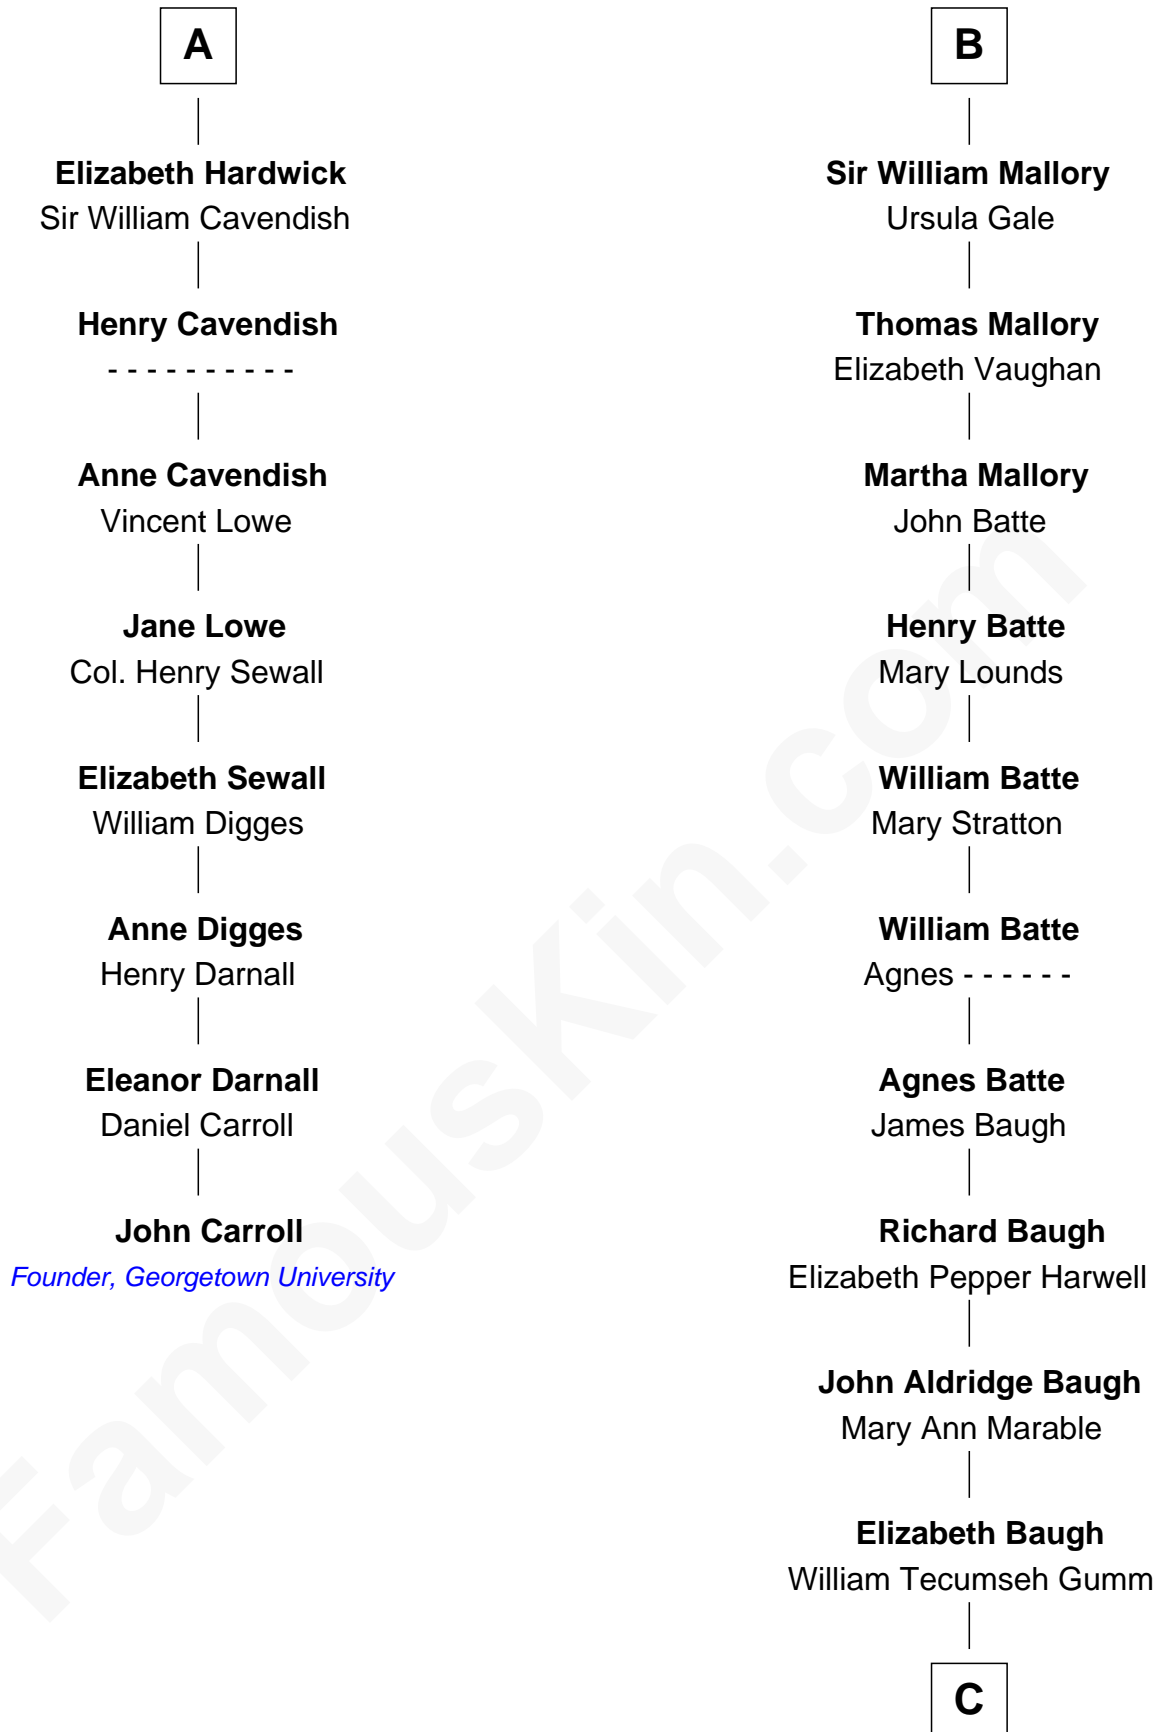 A
Elizabeth Hardwick
Sir William Cavendish
Henry Cavendish
- - - - - - - - - -
Anne Cavendish
Vincent Lowe
Jane Lowe
Col. Henry Sewall
Elizabeth Sewall
William Digges
Anne Digges
Henry Darnall
Eleanor Darnall
Daniel Carroll
John Carroll
Founder, Georgetown University
B
Sir William Mallory
Ursula Gale
Thomas Mallory
Elizabeth Vaughan
Martha Mallory
John Batte
Henry Batte
Mary Lounds
William Batte
Mary Stratton
William Batte
Agnes - - - - - -
Agnes Batte
James Baugh
Richard Baugh
Elizabeth Pepper Harwell
John Aldridge Baugh
Mary Ann Marable
Elizabeth Baugh
William Tecumseh Gumm
C
FamousKin.com